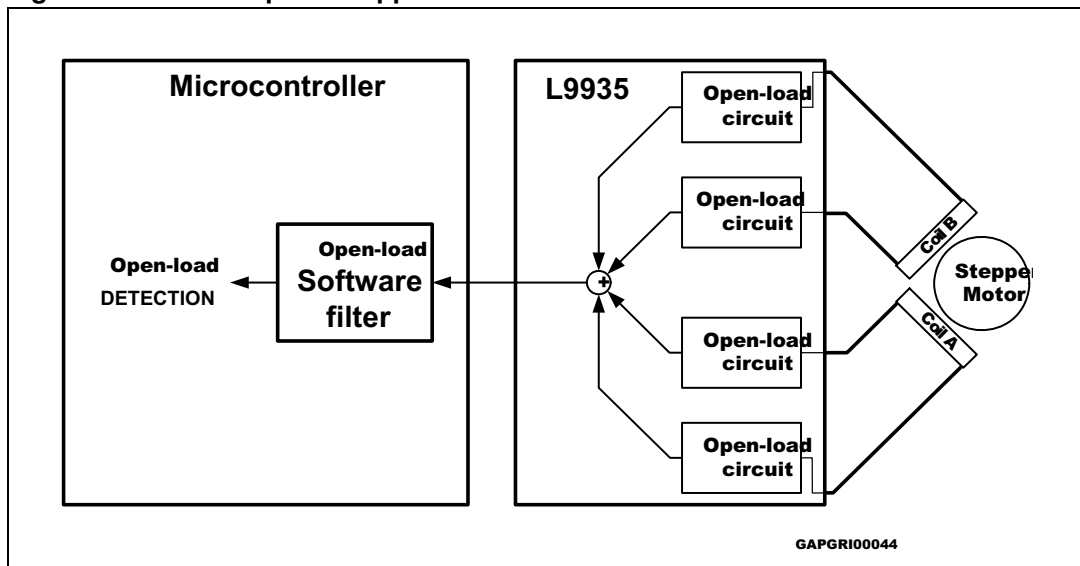 Microcontroller
Open-load
Software
filter
Open-load
DETECTION
L9935
Open-load
circuit
Open-load
circuit
Open-load
circuit
Open-load
circuit
+
Coil B
Coil A
Steppe
Motor
GAPGRI00044